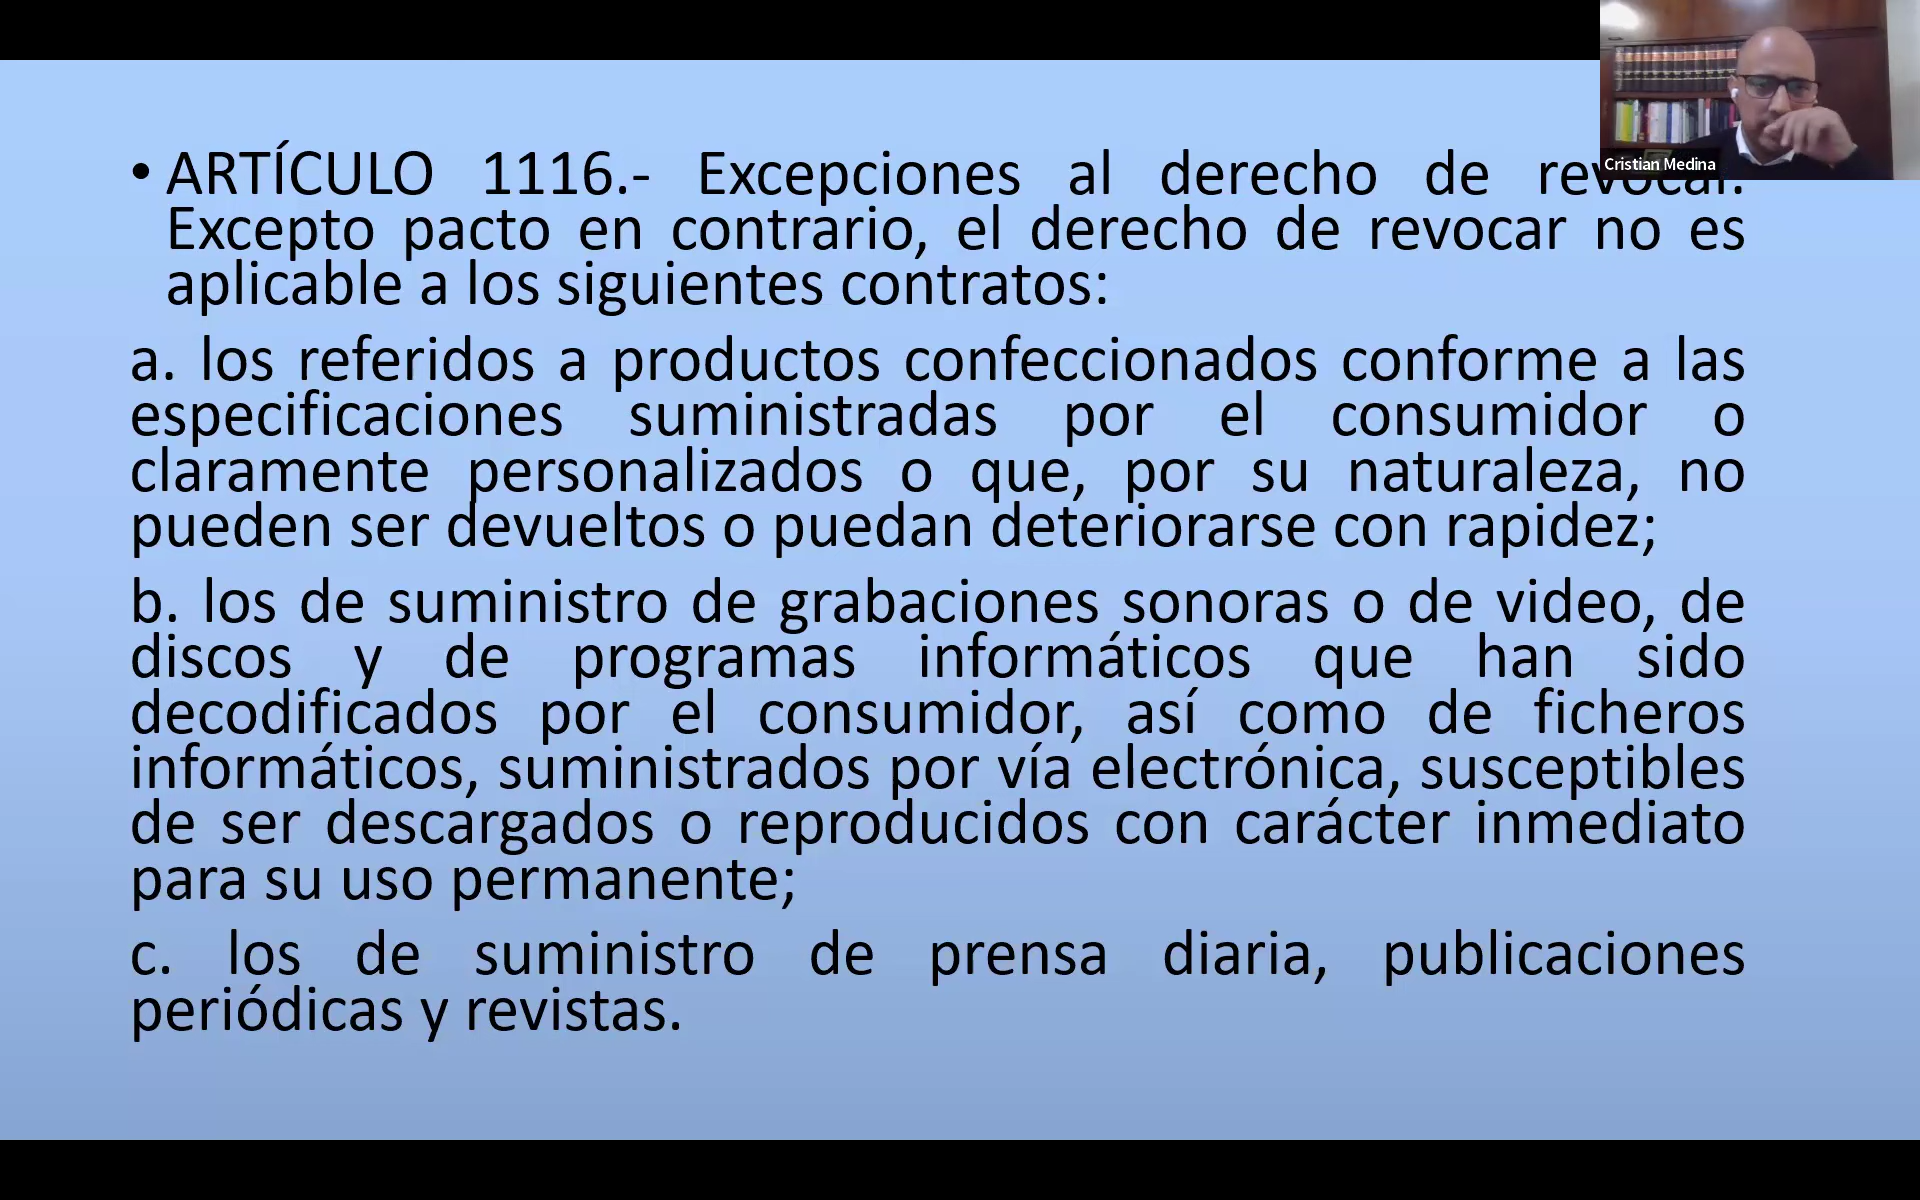 Cristian Medina
• ARTÍCULO 1116.- Excepciones al derecho de revocar.
Excepto pacto en contrario, el derecho de revocar no es
aplicable a los siguientes contratos:
a. los referidos a productos confeccionados conforme a las
especificaciones suministradas por el consumidor o
claramente personalizados o que, por su naturaleza, no
pueden ser devueltos o puedan deteriorarse con rapidez;
b. los de suministro de grabaciones sonoras o de video, de
discos y de programas informáticos que han sido
decodificados por el consumidor, así como de ficheros
informáticos, suministrados por vía electrónica, susceptibles
de ser descargados o reproducidos con carácter inmediato
para su uso permanente;
c. los de suministro de prensa diaria, publicaciones
periódicas y revistas.